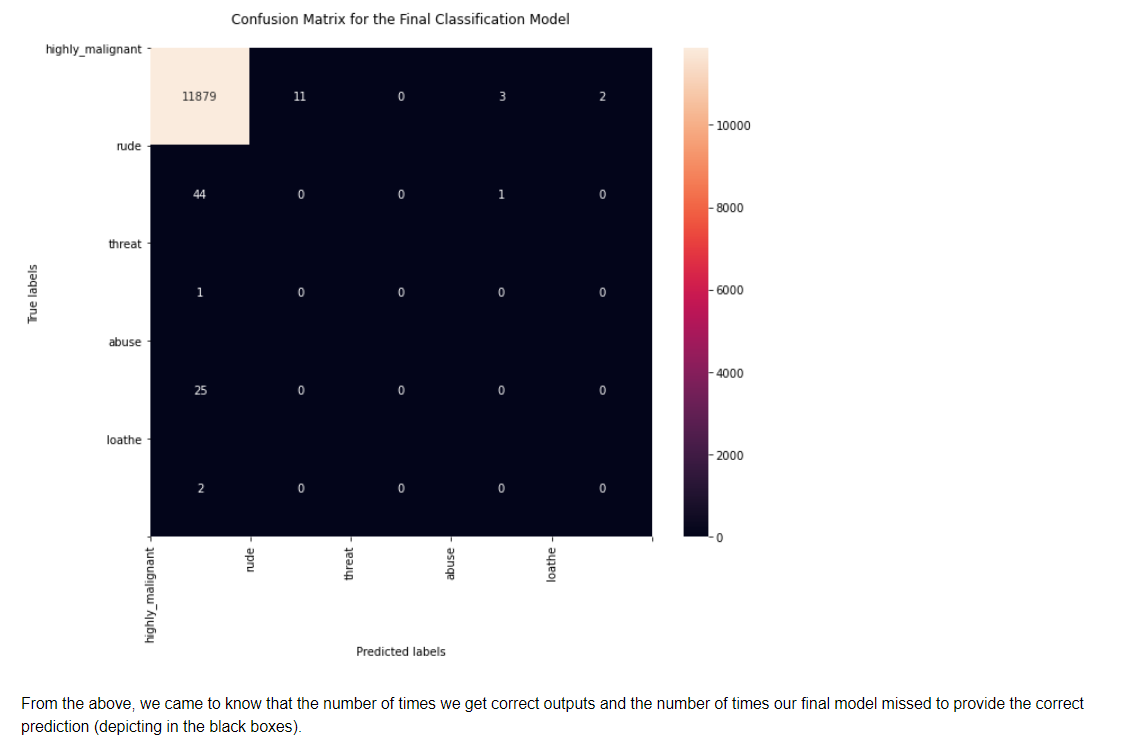 Confusion Matrix for the Final Classification Model
highly_malignant
11879 11 0 3 2
10000
rude
44 0 0 1 0
8000
threat
1 0 0 0 0
6000
True labels
abuse
25 0 0 0 0
4000
loathe
2000
2 0 0 0 0
0
highly_malignant
rude
threat
abuse
loathe
Predicted labels
From the above, we came to know that the number of times we get correct outputs and the number of times our final model missed to provide the correct
prediction (depicting in the black boxes).